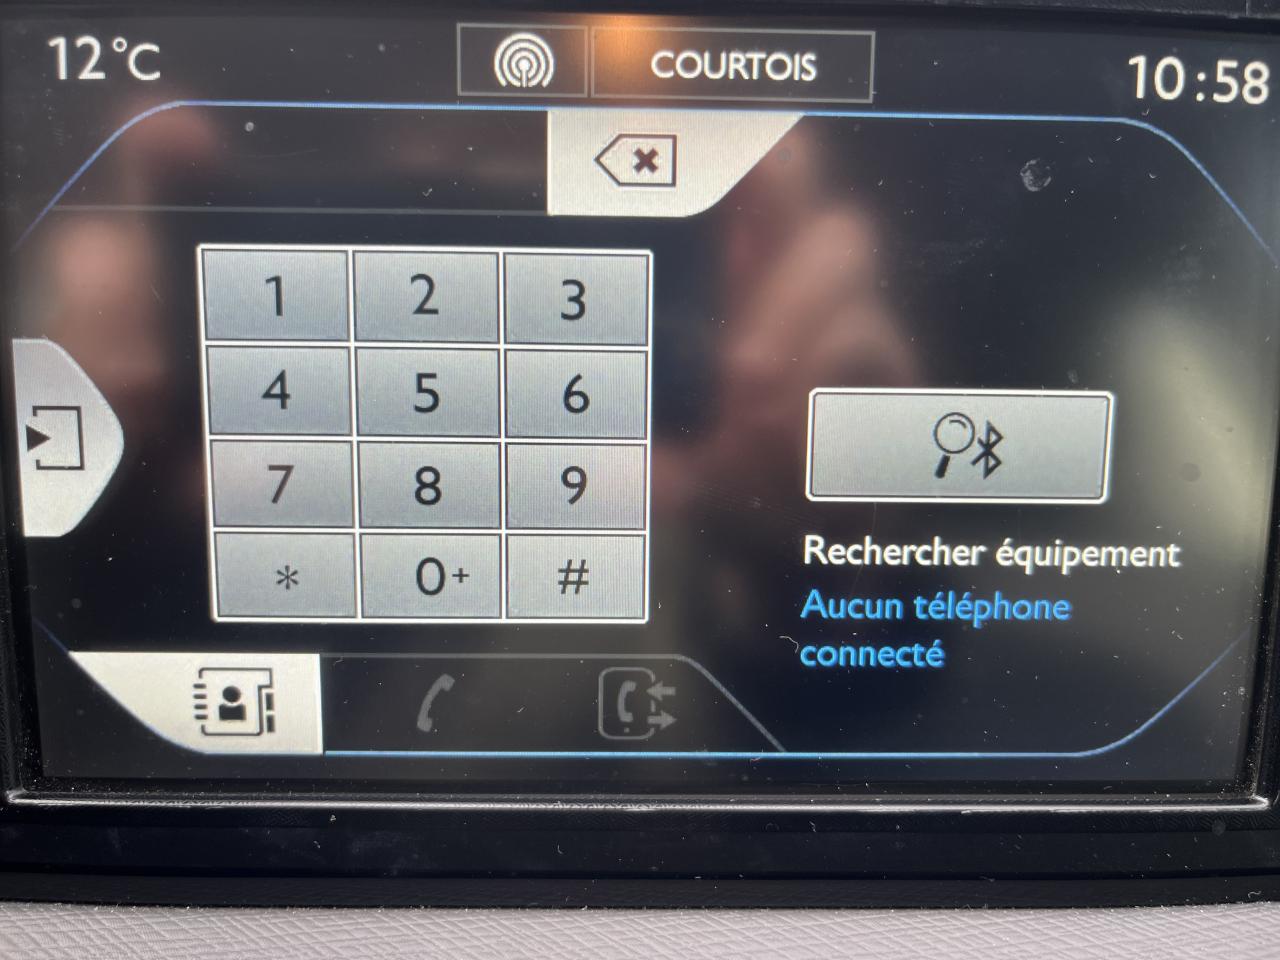 12°C
COURTOIS
10:58
1 2 3
4 5 6
7 8 9
* 0+ #
Rechercher équipement
Aucun téléphone
connecté